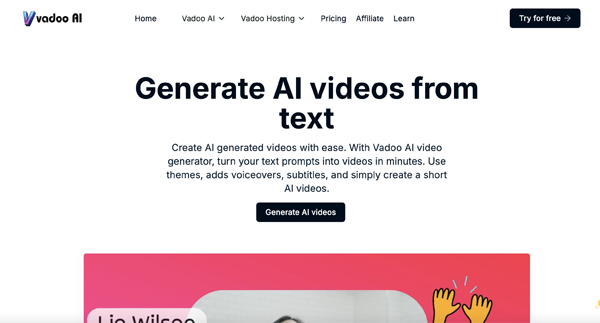 vadoo AI
Home Vadoo AI Vadoo Hosting Pricing Affiliate Learn Try for free →
Generate AI videos from
text
Create AI generated videos with ease. With Vadoo AI video
generator, turn your text prompts into videos in minutes. Use
themes, adds voiceovers, subtitles, and simply create a short
AI videos.
Generate AI videos